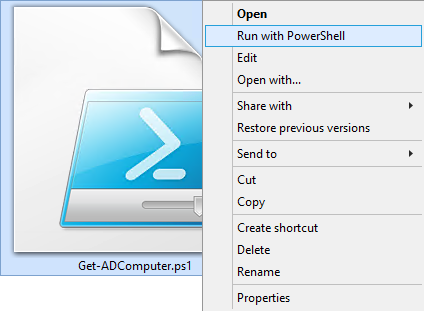 Open
Run with PowerShell
Edit
Open with...
Share with
Restore previous versions
Send to
Cut
Copy
Create shortcut
Delete
Rename
Properties
Get-ADComputer.ps1